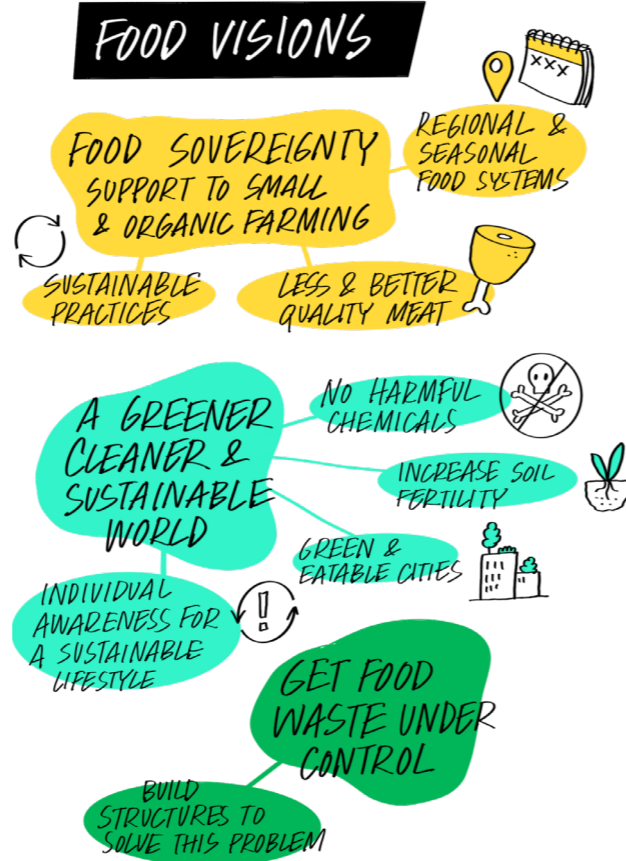 FOOD VISIONS
FOOD SOVEREIGNTY
SUPPORT TO SMALL
& ORGANIC FARMING
REGIONAL &
SEASONAL
FOOD SYSTEMS
SUSTAINABLE
PRACTICES
LESS & BETTER
QUALITY MEAT
XXX
A GREENER
CLEANER &
SUSTAINABLE
WORLD
NO HARMFUL
CHEMICALS
INCREASE SOIL
FERTILITY
GREEN &
EATABLE CITIES
INDIVIDUAL
AWARENESS FOR
A SUSTAINABLE
LIFESTYLE
!
GET FOOD
WASTE UNDER
CONTROL
BUILD
STRUCTURES TO
SOLVE THIS PROBLEM